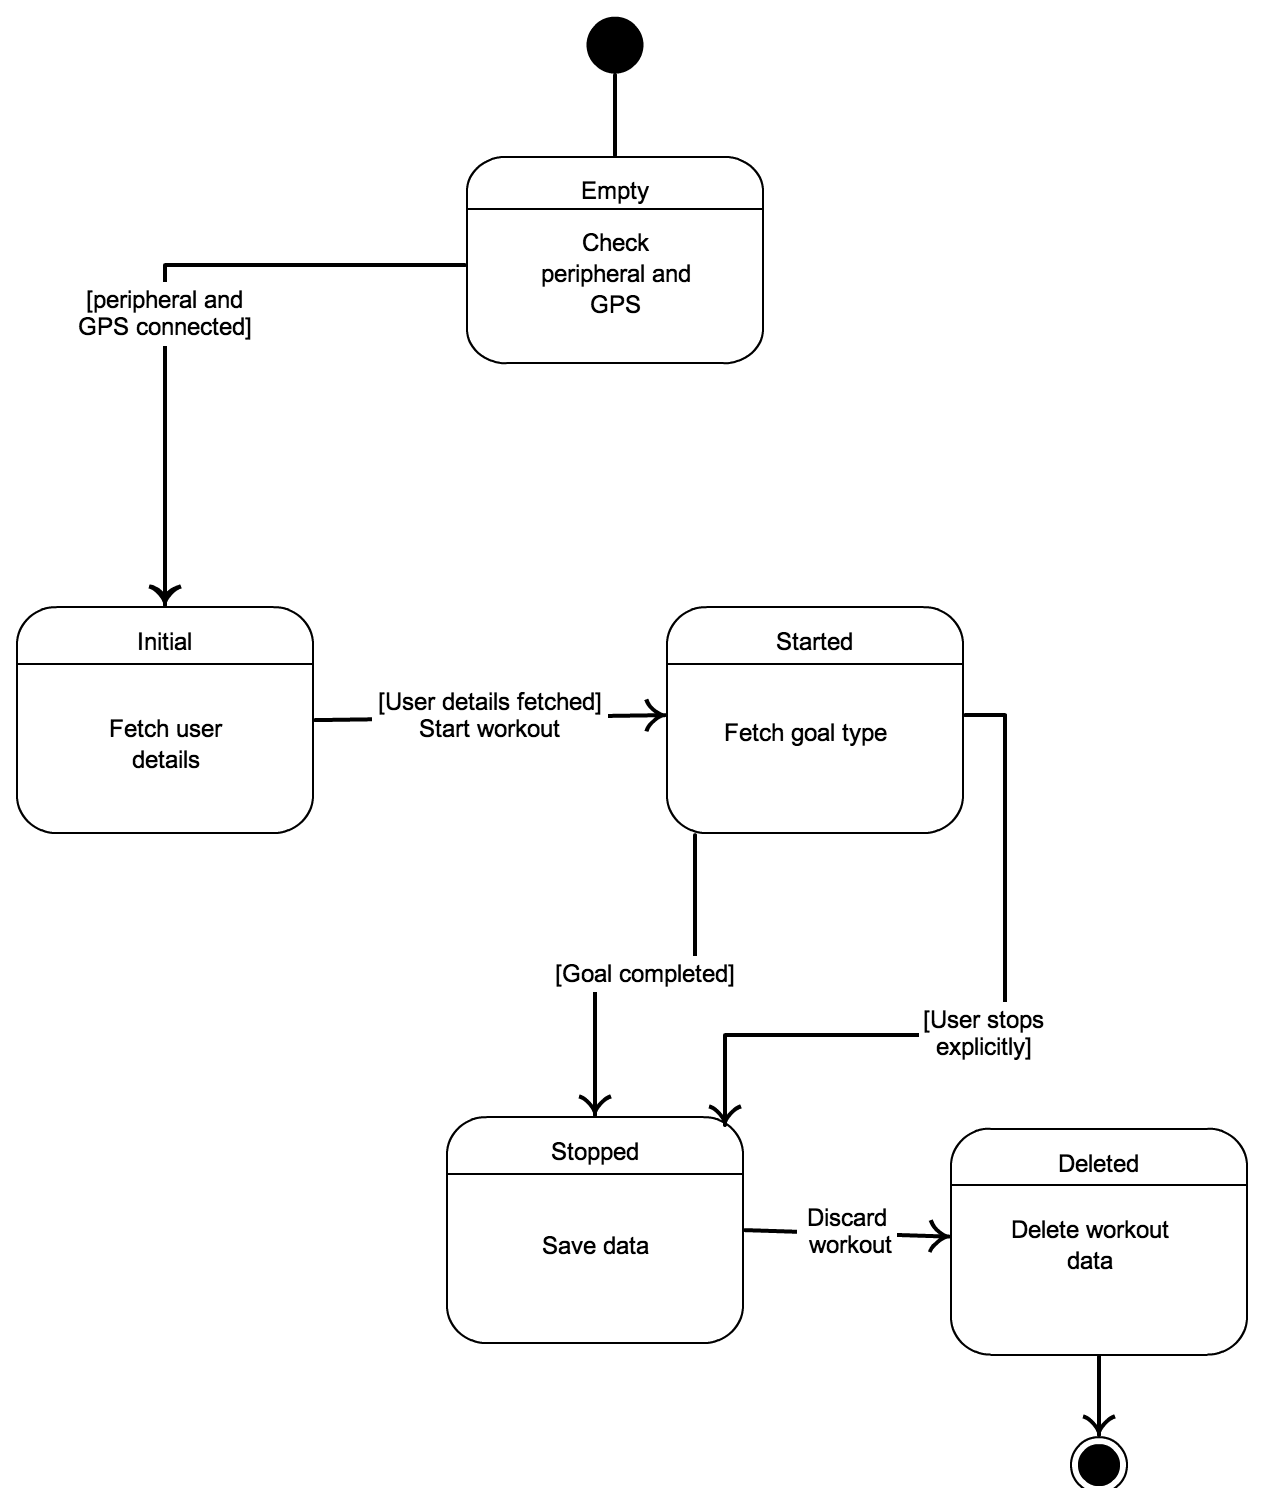 Empty
Check
peripheral and
GPS
[peripheral and
GPS connected]
Initial
Fetch user
details
[User details fetched]
Start workout
Started
Fetch goal type
[Goal completed]
[User stops
explicitly]
Stopped
Save data
Discard
workout
Deleted
Delete workout
data